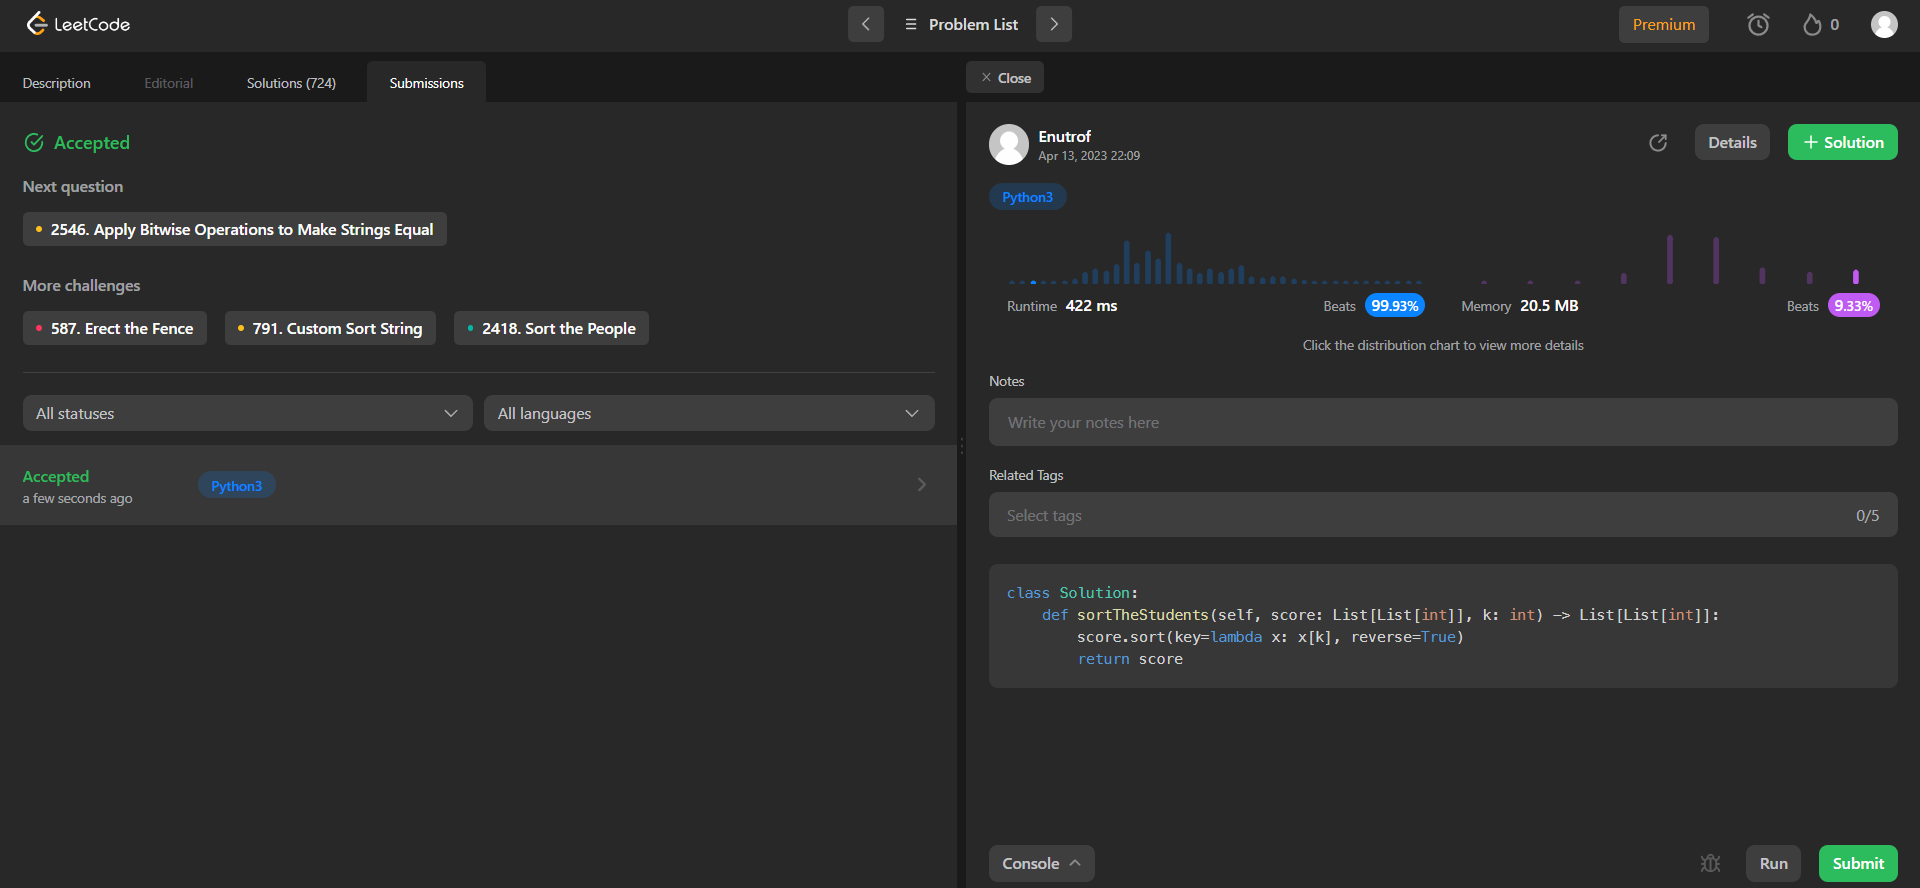 LeetCode
Problem List
Premium
0
Description
Editorial
Solutions (724)
Submissions
Close
Accepted
Next question
2546. Apply Bitwise Operations to Make Strings Equal
More challenges
587. Erect the Fence
791. Custom Sort String
2418. Sort the People
All statuses
All languages
Accepted
a few seconds ago
Python3
Enutrof
Apr 13, 2023 22:09
Details
+ Solution
Python3
Runtime 422 ms
Beats 99.93%
Memory 20.5 MB
Beats 9.33%
Click the distribution chart to view more details
Notes
Write your notes here
Related Tags
Select tags
0/5
class Solution:
    def sortTheStudents(self, score: List[List[int]], k: int) -> List[List[int]]:
        score.sort(key=lambda x: x[k], reverse=True)
        return score
Console
Run
Submit